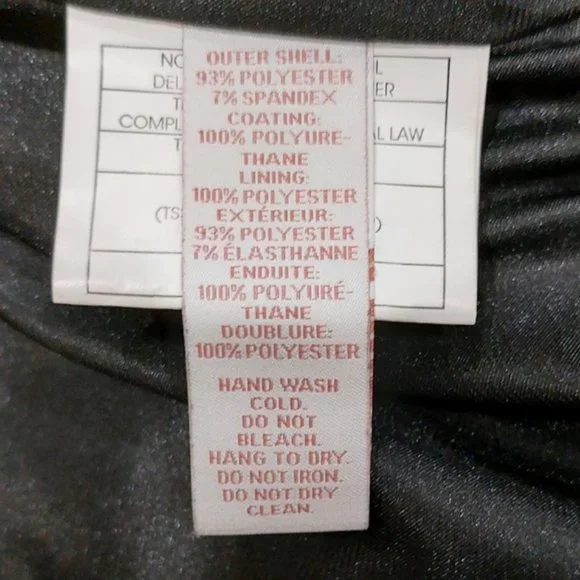 OUTER SHELL:
93% POLYESTER
7% SPANDEX
COATING:
100% POLYURE-
THANE
LINING:
100% POLYESTER
EXTÉRIEUR:
93% POLYESTER
7% ÉLASTHANNE
ENDUITE:
100% POLYURÉ-
THANE
DOUBLURE:
100% POLYESTER
HAND WASH
COLD.
DO NOT
BLEACH.
HANG TO DRY.
DO NOT IRON.
DO NOT DRY
CLEAN.
LAW